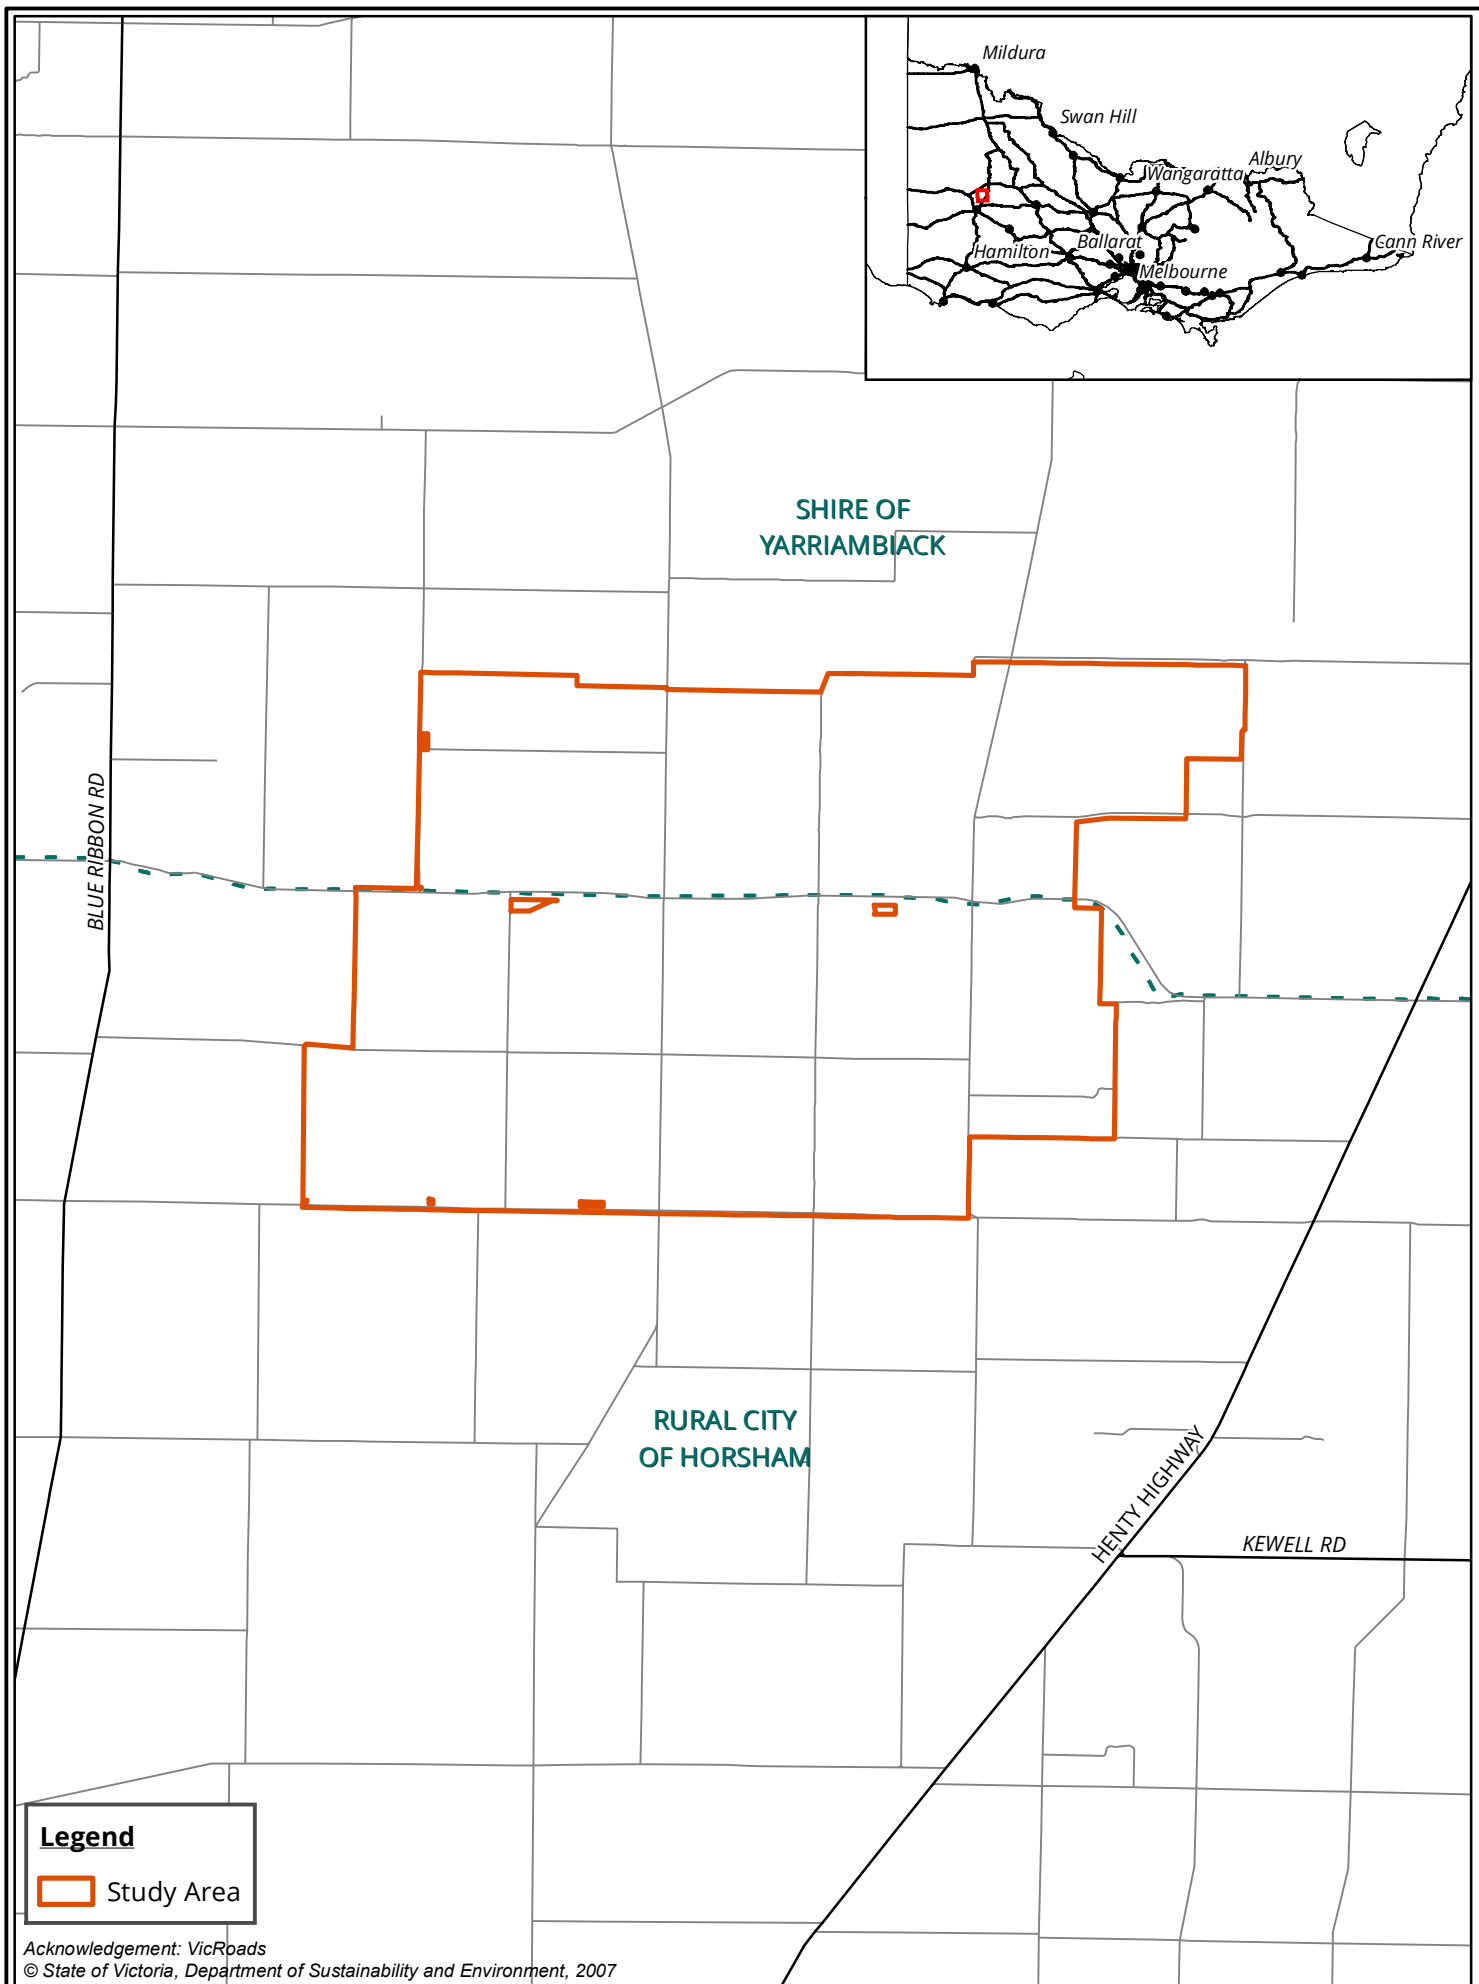 Mildura
Swan Hill
Albury
Wangaratta
Cann River
Ballarat
Hamilton
Melbourne
SHIRE OF
YARRIAMBIACK
BLUE RIBBON RD
RURAL CITY
OF HORSHAM
HENTY HIGHWAY
KEWELL RD
Legend
Study Area
Acknowledgement: VicRoads
© State of Victoria, Department of Sustainability and Environment, 2007